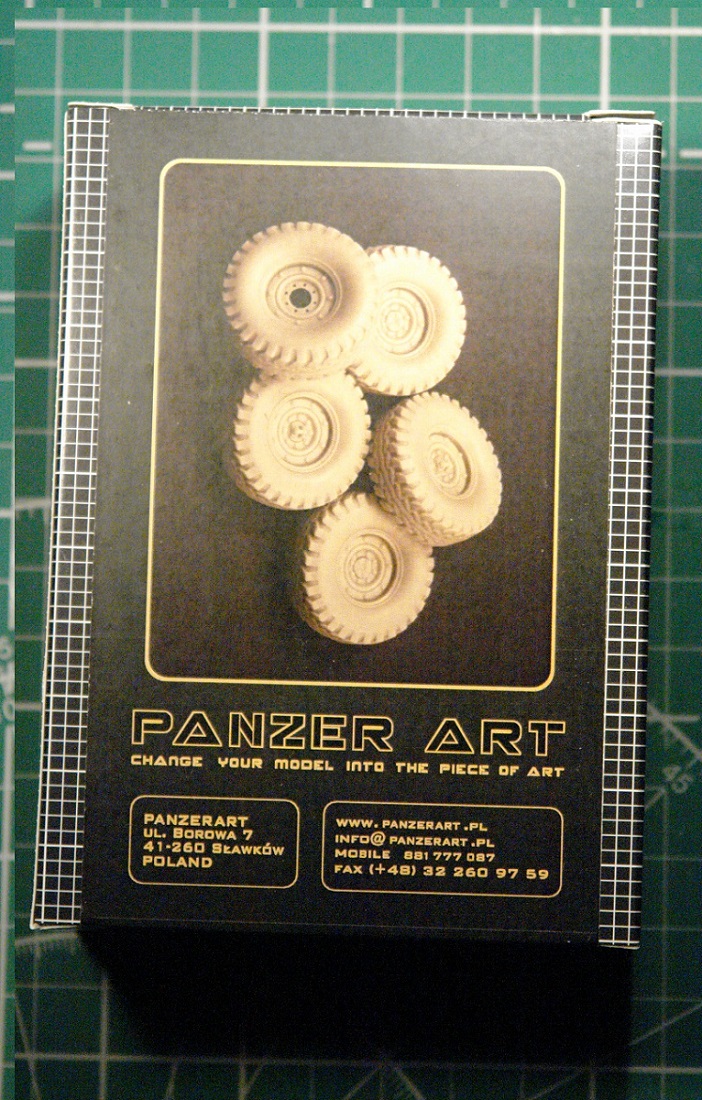 PANZER ART
CHANGE YOUR MODEL INTO THE PIECE OF ART
PANZERART
UL. BOROWA 7
41-260 SŁAWKÓW
POLAND
WWW. PANZERART .PL
INFO@ PANZERART .PL
MOBILE 881 777 087
FAX (+48) 32 260 97 59
45